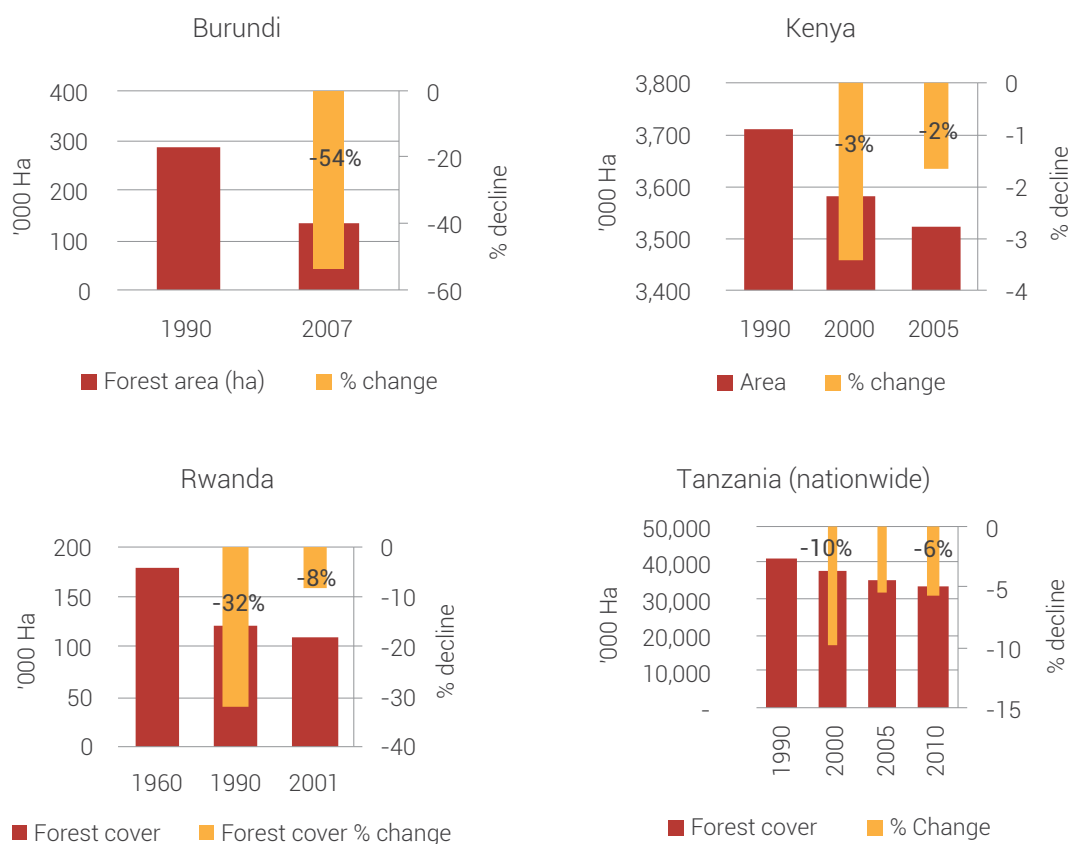 Burundi
400
300
200
100
0
'000 Ha
0
-20
-40
-60
% decline
-54%
1990 2007
Forest area (ha) % change
Kenya
3,800
3,700
3,600
3,500
3,400
'000 Ha
0
-1
-2
-3
-4
% decline
-3%
-2%
1990 2000 2005
Area % change
Rwanda
200
150
100
50
0
'000 Ha
0
-10
-20
-30
-40
% decline
-32%
-8%
1960 1990 2001
Forest cover Forest cover % change
Tanzania (nationwide)
50,000
40,000
30,000
20,000
10,000
-
'000 Ha
0
-5
-10
-15
% decline
-10%
-6%
1990 2000 2005 2010
Forest cover % Change